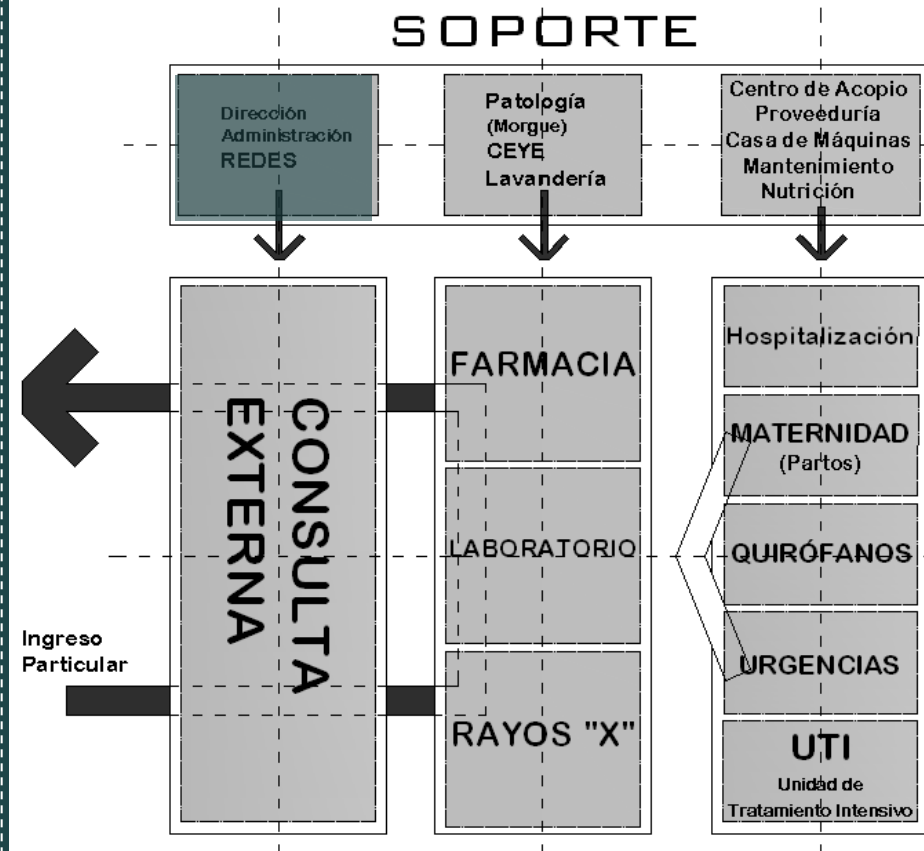 SOPORTE
Dirección
Administración
REDES
Patología
(Morgue)
CEYE
Lavandería
Centro de Acopio
Proveeduría
Casa de Máquinas
Mantenimiento
Nutrición
CONSULTA
EXTERNA
Ingreso
Particular
FARMACIA
LABORATORIO
RAYOS "X"
Hospitalización
MATERNIDAD
(Partos)
QUIRÓFANOS
URGENCIAS
UTI
Unidad de
Tratamiento Intensivo